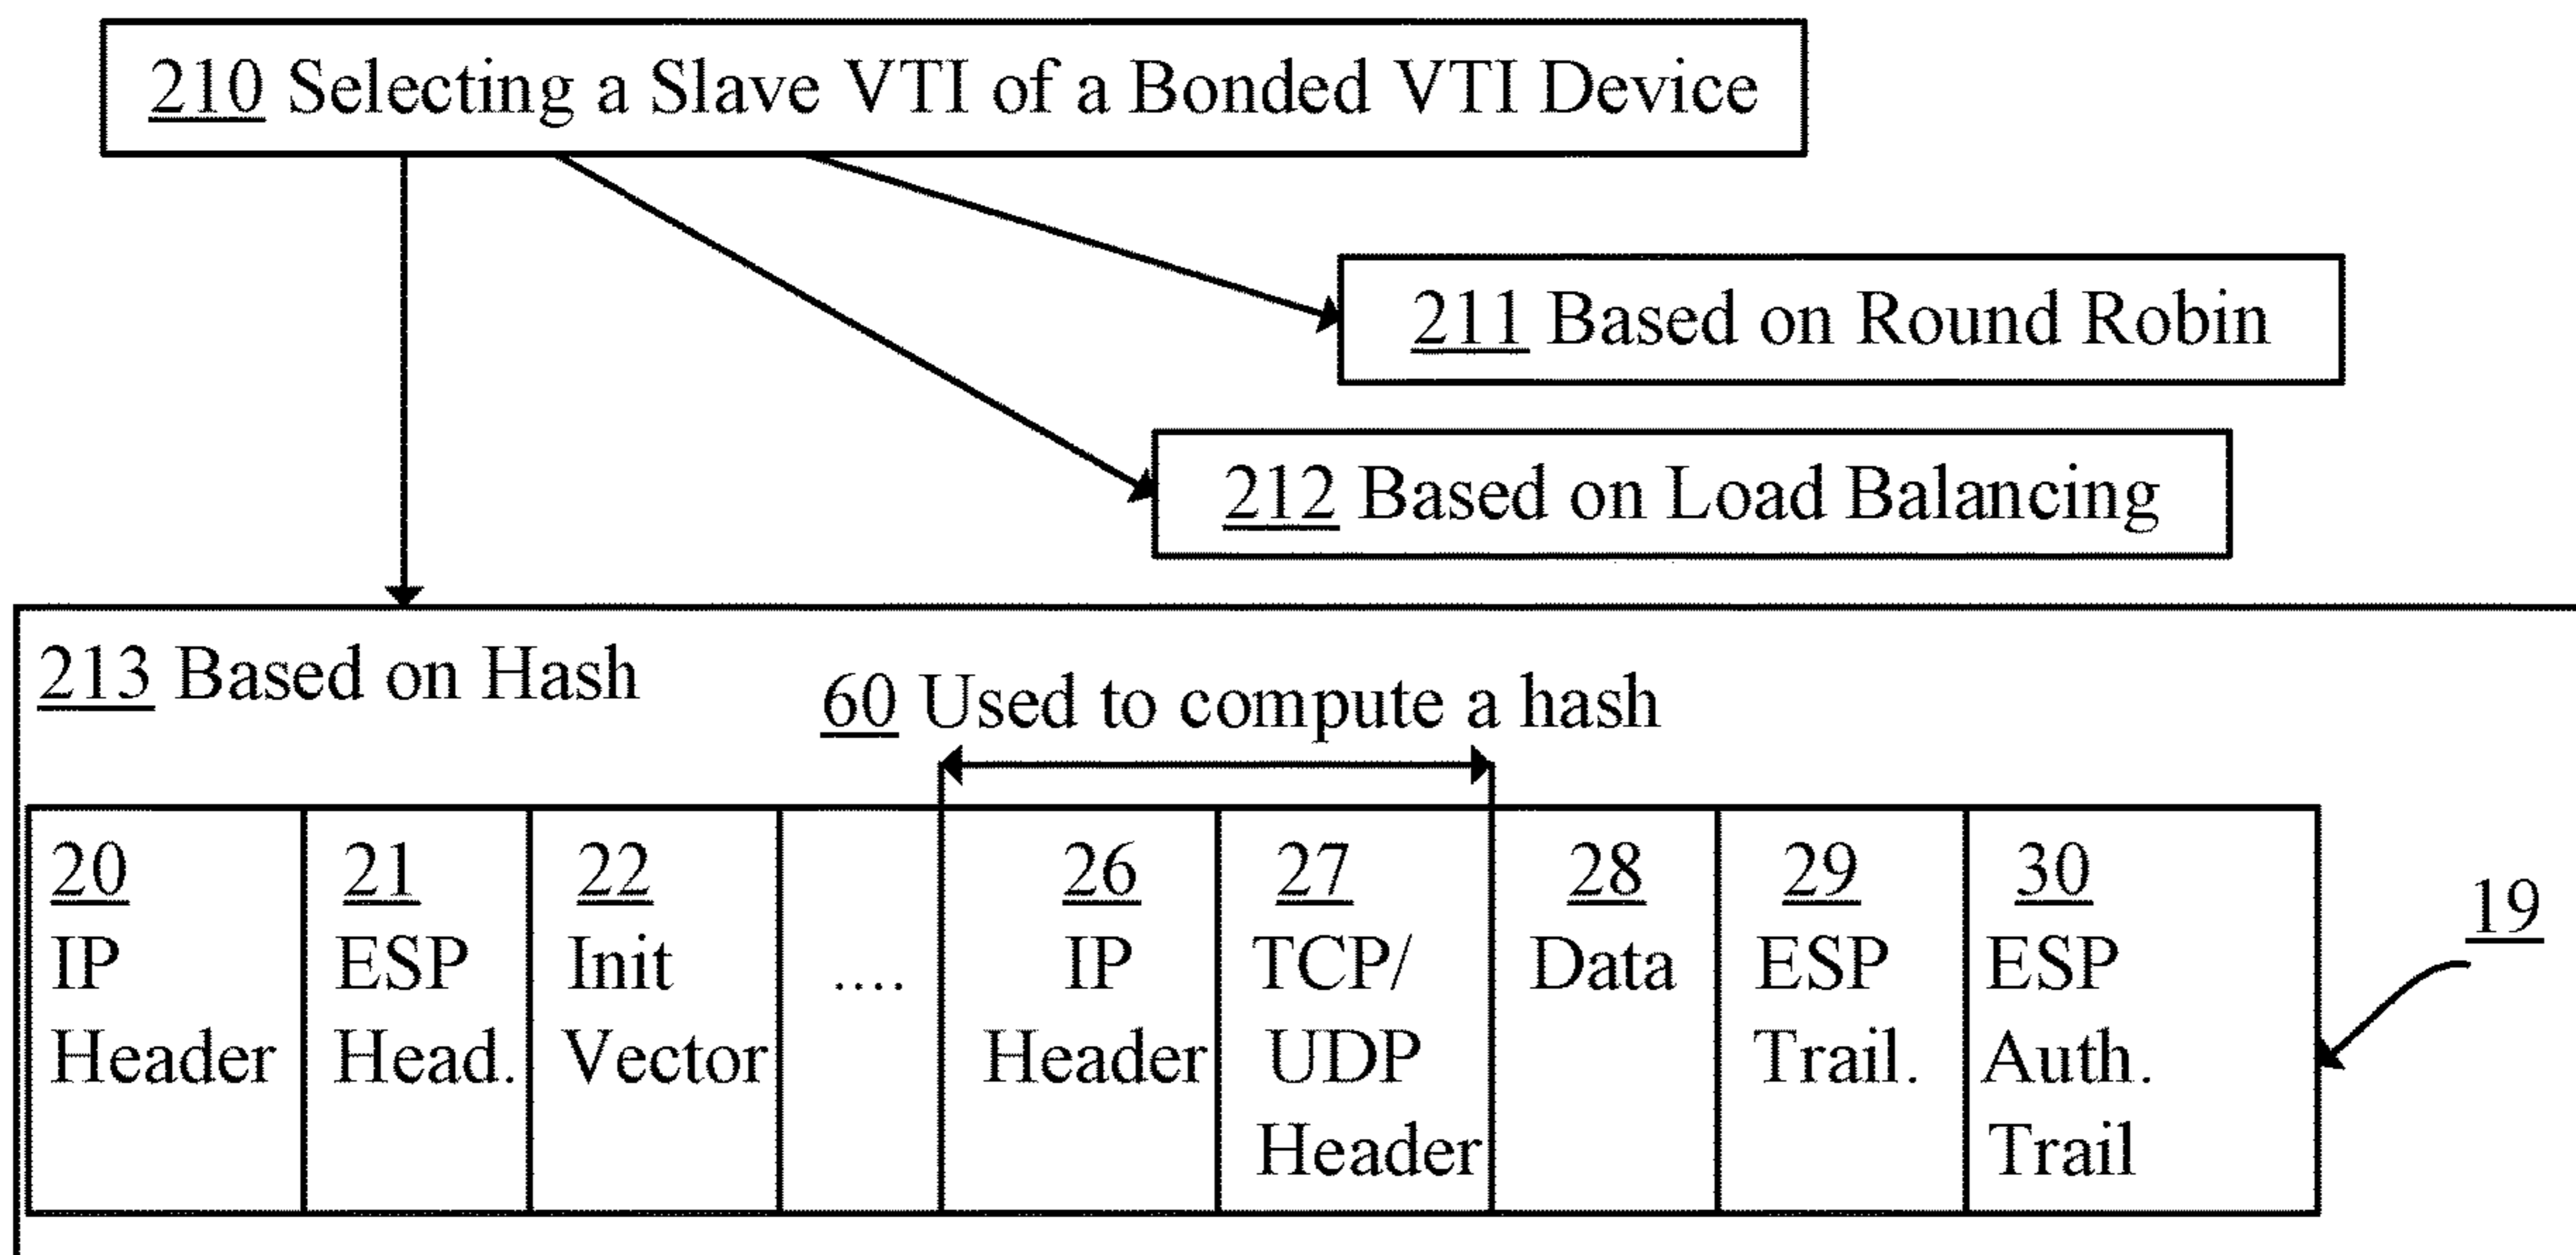 210 Selecting a Slave VTI of a Bonded VTI Device
211 Based on Round Robin
212 Based on Load Balancing
213 Based on Hash
60 Used to compute a hash
20
IP
Header
21
ESP
Head.
22
Init
Vector
....
26
IP
Header
27
TCP/
UDP
Header
28
Data
29
ESP
Trail.
30
ESP
Auth.
Trail
19